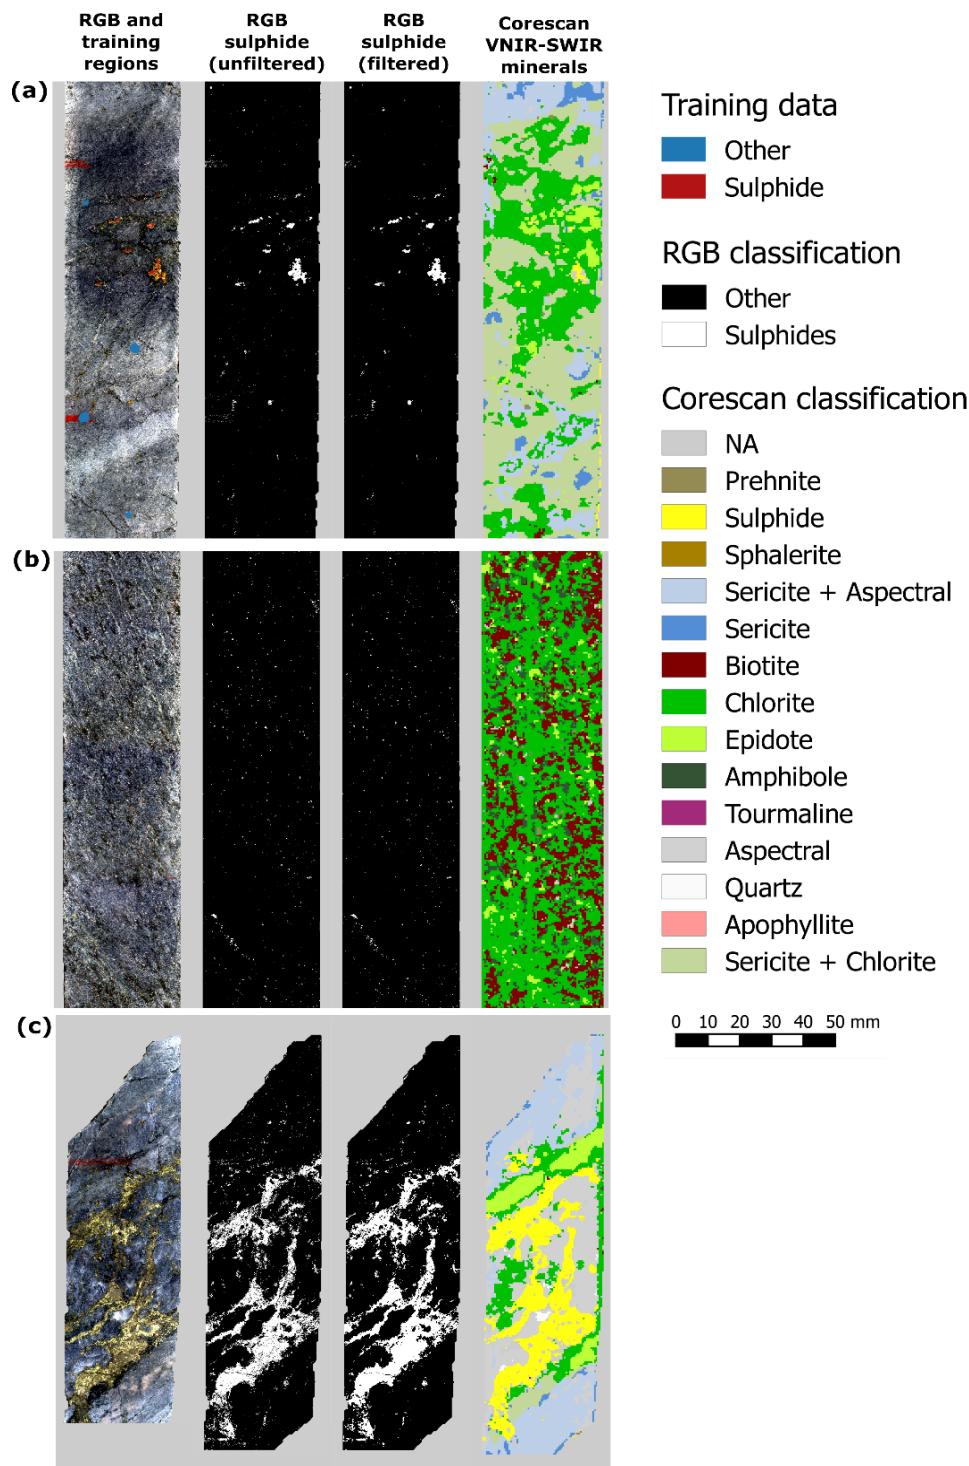 RGB and
training
regions
RGB
sulphide
(unfiltered)
RGB
sulphide
(filtered)
Corescan
VNIR-SWIR
minerals
(a)
(b)
(c)
Training data
Other
Sulphide
RGB classification
Other
Sulphides
Corescan classification
NA
Prehnite
Sulphide
Sphalerite
Sericite + Aspectral
Sericite
Biotite
Chlorite
Epidote
Amphibole
Tourmaline
Aspectral
Quartz
Apophyllite
Sericite + Chlorite
0 10 20 30 40 50 mm